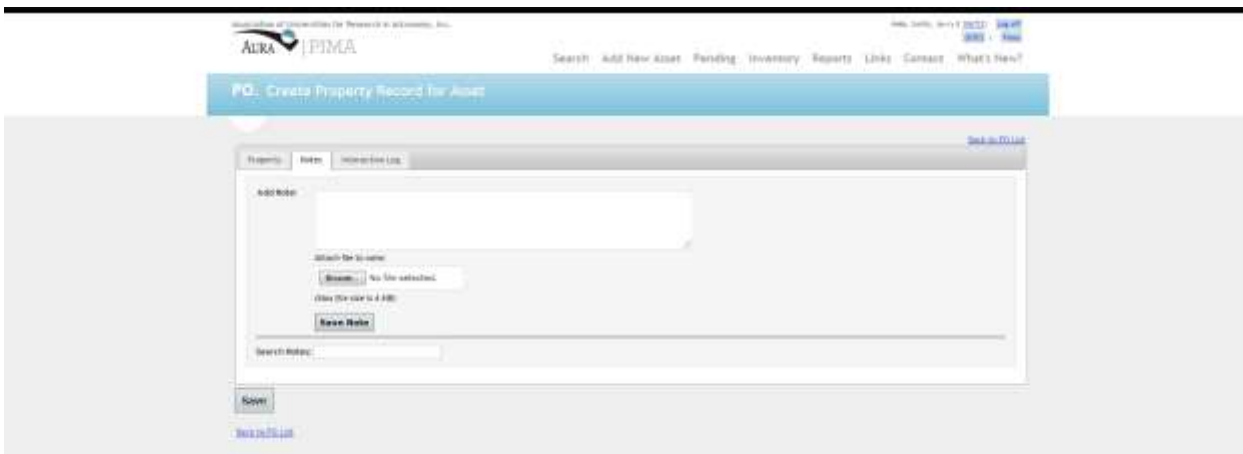 Association of Universities for Research in Astronomy, Inc.
AURA PIMA
Log off
Search Add New Asset Pending Inventory Reports Links Contact What's New?
PO. Create Property Record for Asset
Back to PO List
Property Notes Interactive Log
Add Note:
Attach file to note:
Browse... No file selected.
(Max file size is 4 MB)
Save Note
Search Notes:
Save
Back to PO List